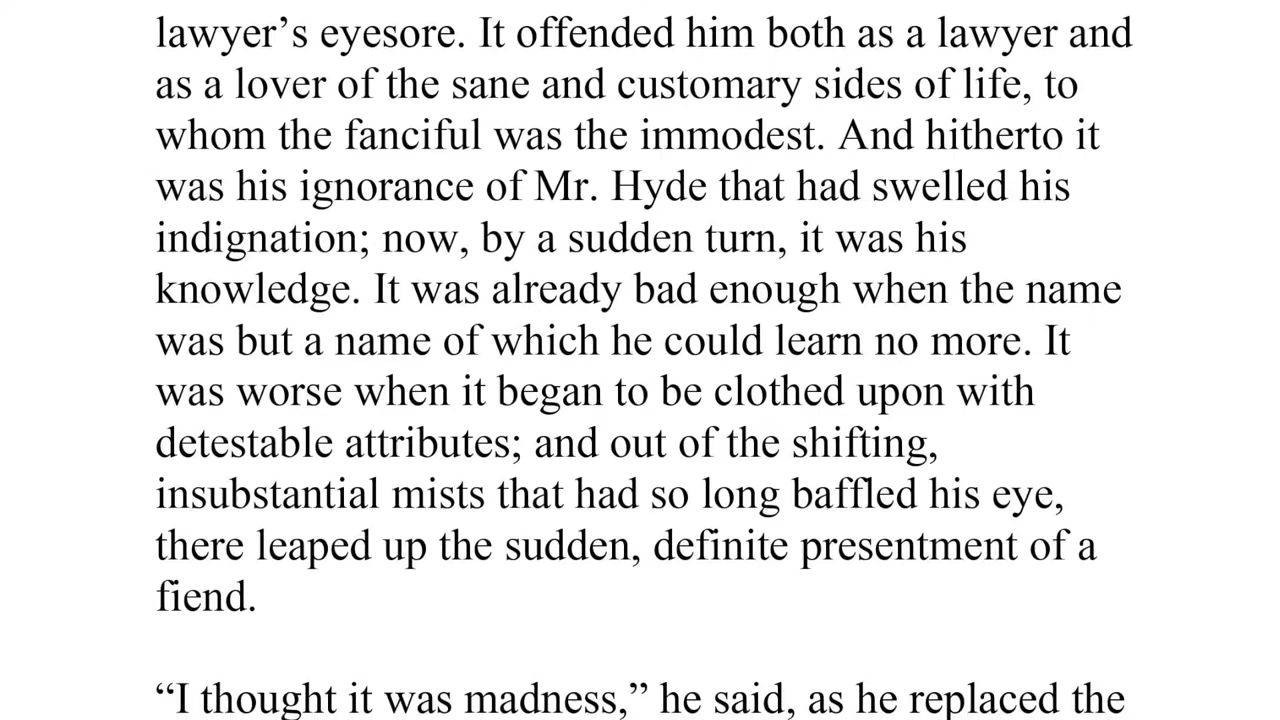 lawyer’s eyesore. It offended him both as a lawyer and
as a lover of the sane and customary sides of life, to
whom the fanciful was the immodest. And hitherto it
was his ignorance of Mr. Hyde that had swelled his
indignation; now, by a sudden turn, it was his
knowledge. It was already bad enough when the name
was but a name of which he could learn no more. It
was worse when it began to be clothed upon with
detestable attributes; and out of the shifting,
insubstantial mists that had so long baffled his eye,
there leaped up the sudden, definite presentment of a
fiend.
“I thought it was madness,” he said, as he replaced the